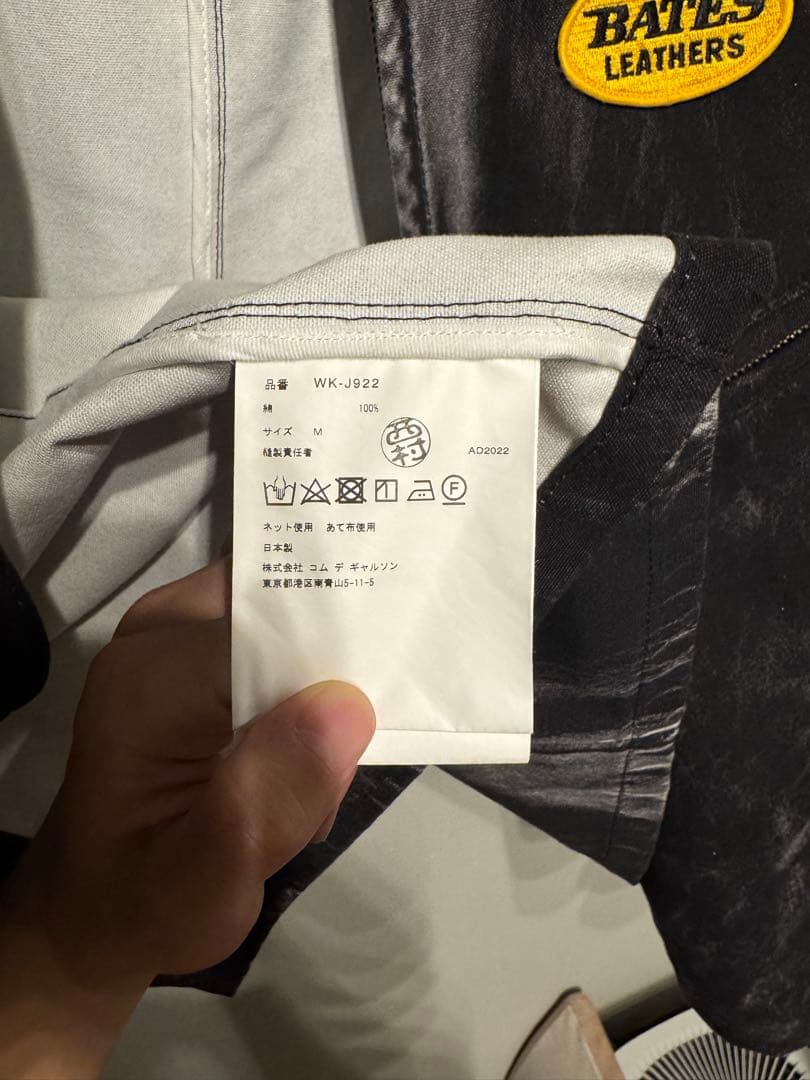 BATES
LEATHERS
品番 WK-J922
綿 100%
サイズ M
縫製責任者 西村 AD2022
F
ネット使用 あて布使用
日本製
株式会社 コム デ ギャルソン
東京都港区南青山5-11-5